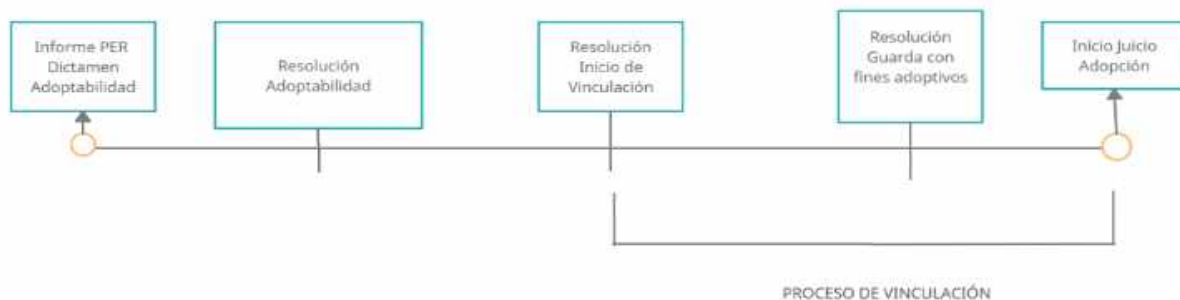 Informe PER
Dictamen
Adoptabilidad
Resolución
Adoptabilidad
Resolución
Inicio de
Vinculación
Resolución
Guarda con
fines adoptivos
Inicio Juicio
Adopción
PROCESO DE VINCULACIÓN